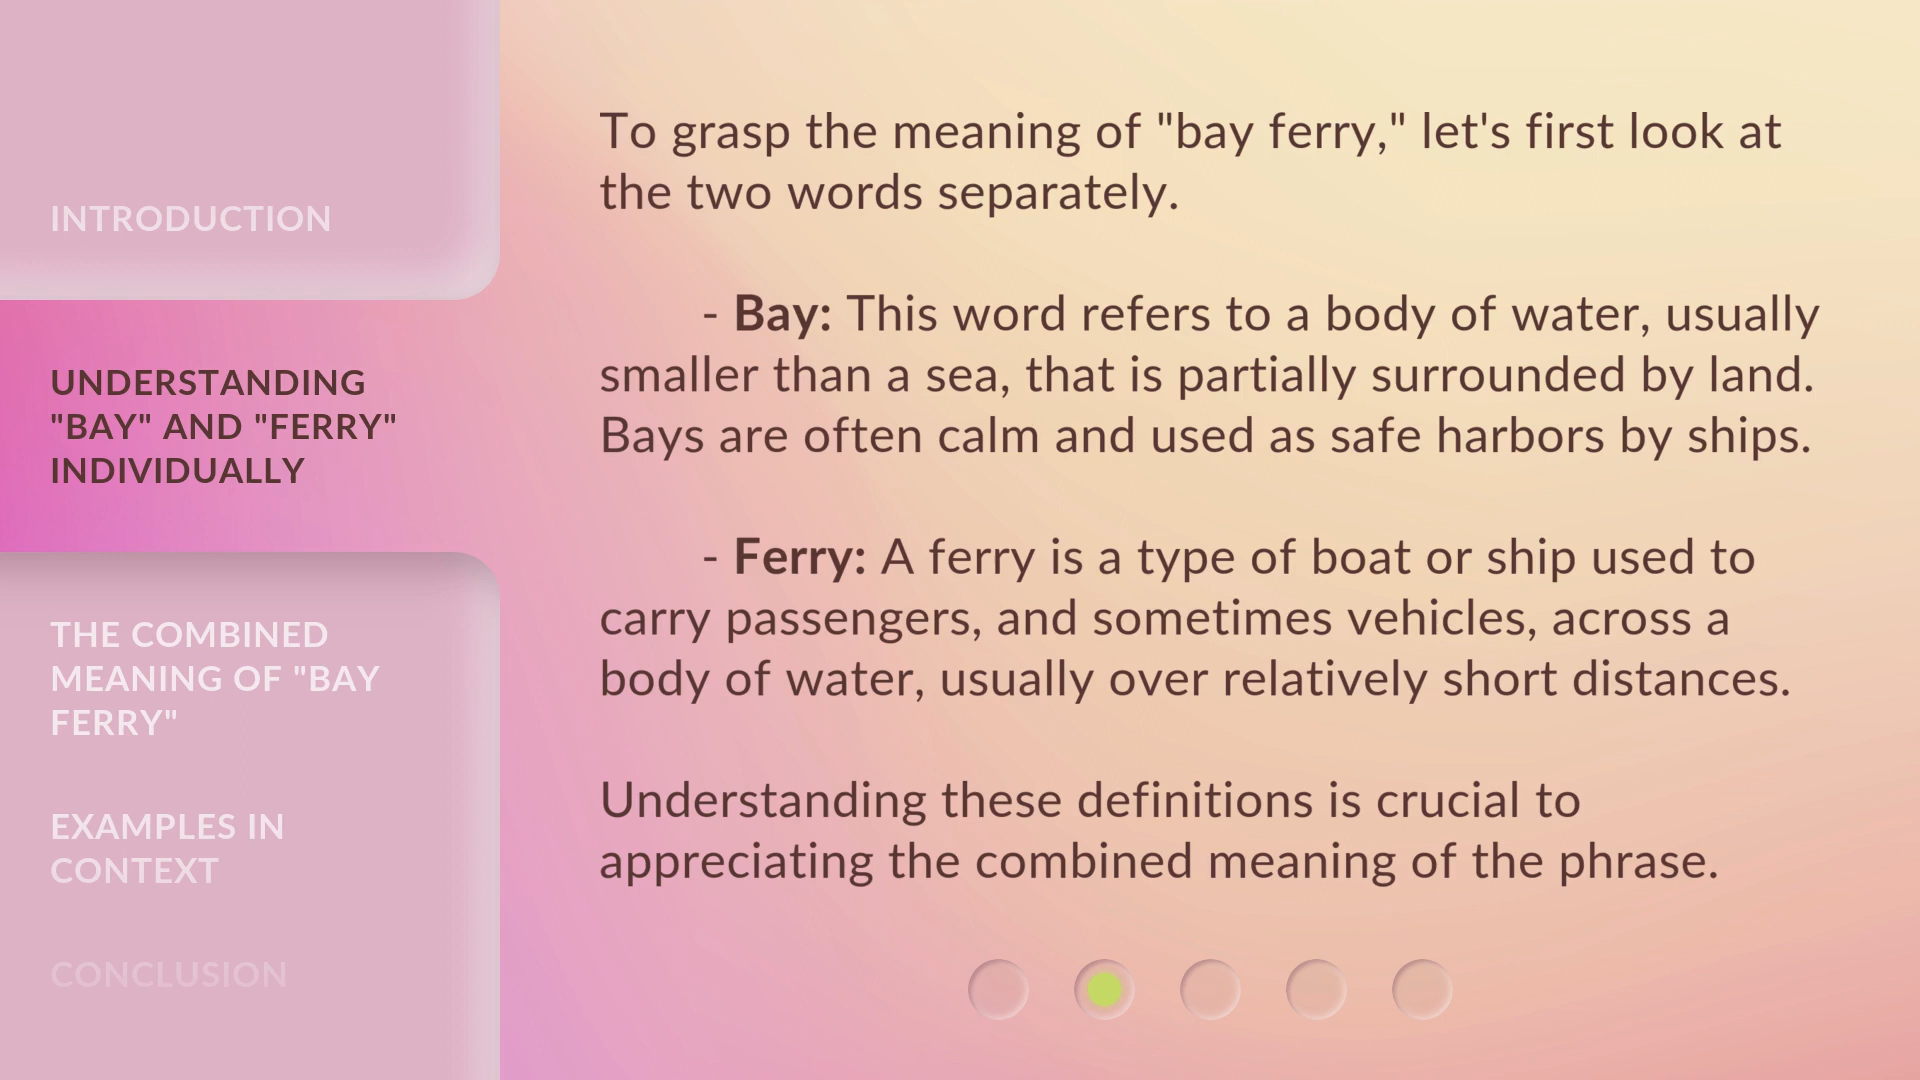 INTRODUCTION
UNDERSTANDING
"BAY" AND "FERRY"
INDIVIDUALLY
THE COMBINED
MEANING OF "BAY
FERRY"
EXAMPLES IN
CONTEXT
CONCLUSION
To grasp the meaning of "bay ferry," let's first look at
the two words separately.
- Bay: This word refers to a body of water, usually
smaller than a sea, that is partially surrounded by land.
Bays are often calm and used as safe harbors by ships.
- Ferry: A ferry is a type of boat or ship used to
carry passengers, and sometimes vehicles, across a
body of water, usually over relatively short distances.
Understanding these definitions is crucial to
appreciating the combined meaning of the phrase.